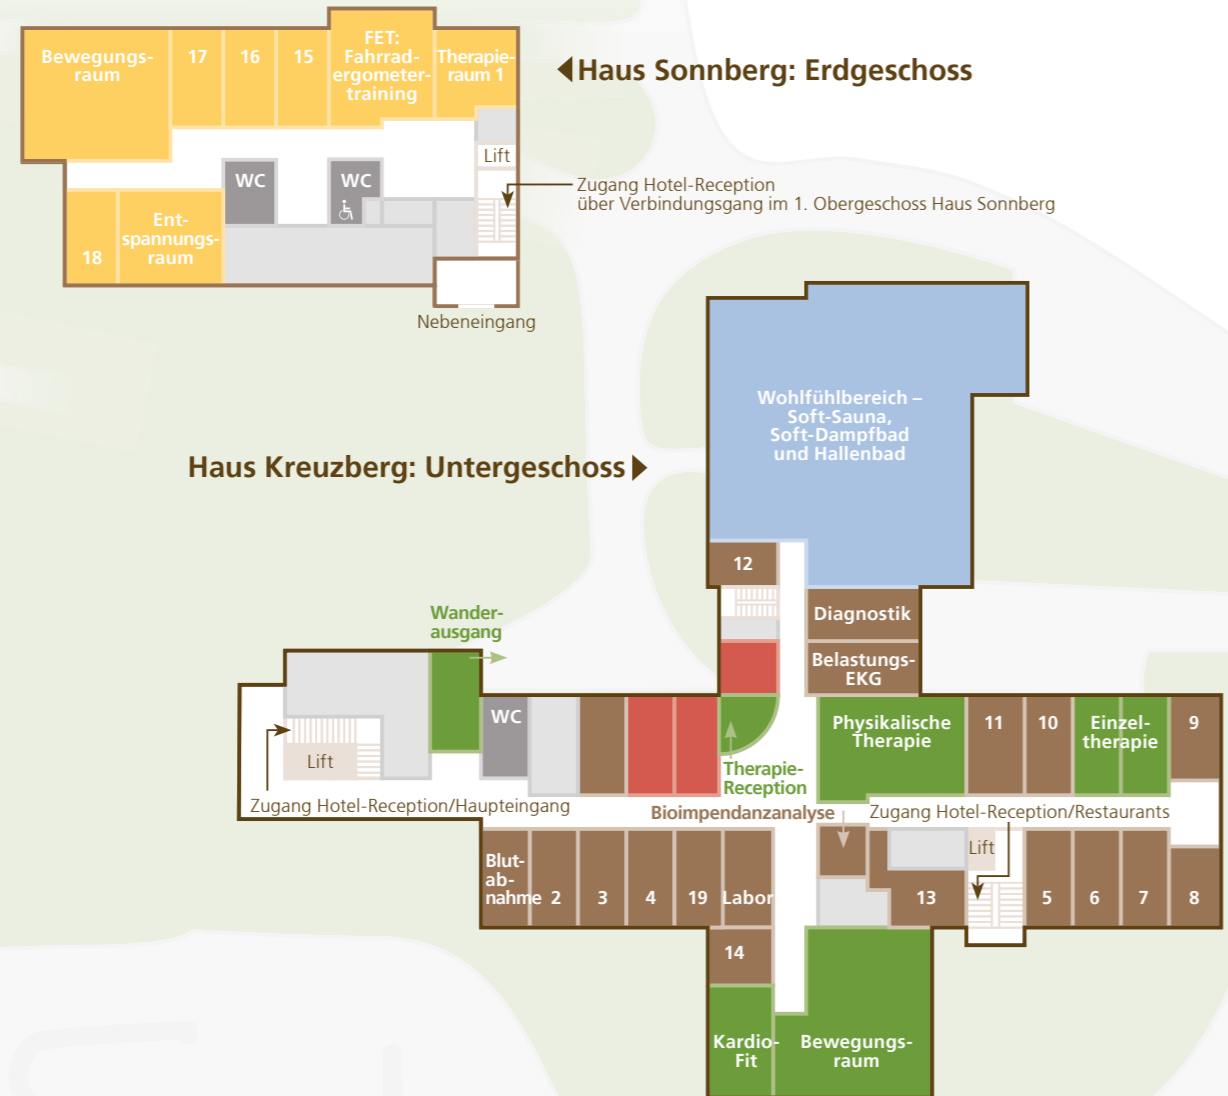 Bewegungs-
raum
17
16
15
FET:
Fahrrad-
ergometer-
training
Therapie-
raum 1
Haus Sonnberg: Erdgeschoss
Lift
WC
WC
Zugang Hotel-Reception
über Verbindungsgang im 1. Obergeschoss Haus Sonnberg
18
Ent-
spannungs-
raum
Nebeneingang
Wohlfühlbereich –
Soft-Sauna,
Soft-Dampfbad
und Hallenbad
Haus Kreuzberg: Untergeschoss
12
Wander-
ausgang
Diagnostik
Belastungs-
EKG
WC
Physikalische
Therapie
11
10
Einzel-
therapie
9
Lift
Therapie-
Reception
Zugang Hotel-Reception/Haupteingang
Bioimpendanzanalyse
Zugang Hotel-Reception/Restaurants
Blut-
ab-
nahme
2
3
4
19
Labor
13
Lift
5
6
7
8
14
Kardio-
Fit
Bewegungs-
raum